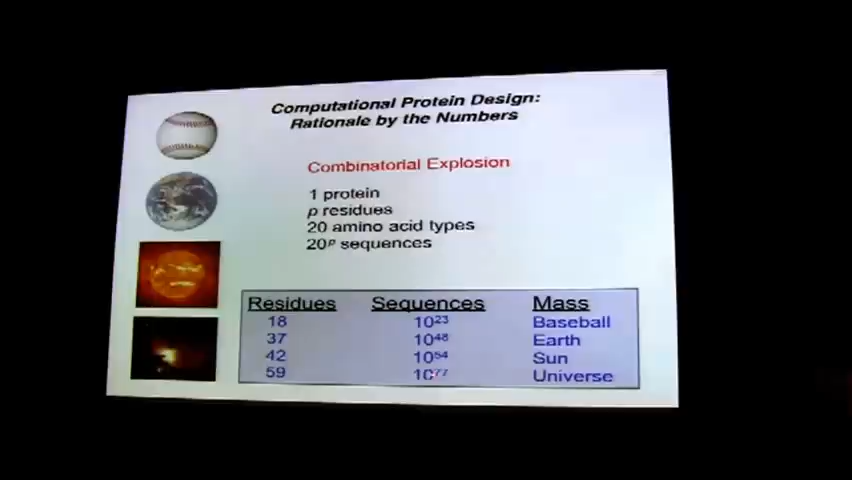 Computational Protein Design:
Rationale by the Numbers
Combinatorial Explosion
1 protein
p residues
20 amino acid types
20ᵖ sequences
Residues Sequences Mass
18 10²³ Baseball
37 10⁴⁸ Earth
42 10⁵⁴ Sun
59 10⁷⁷ Universe